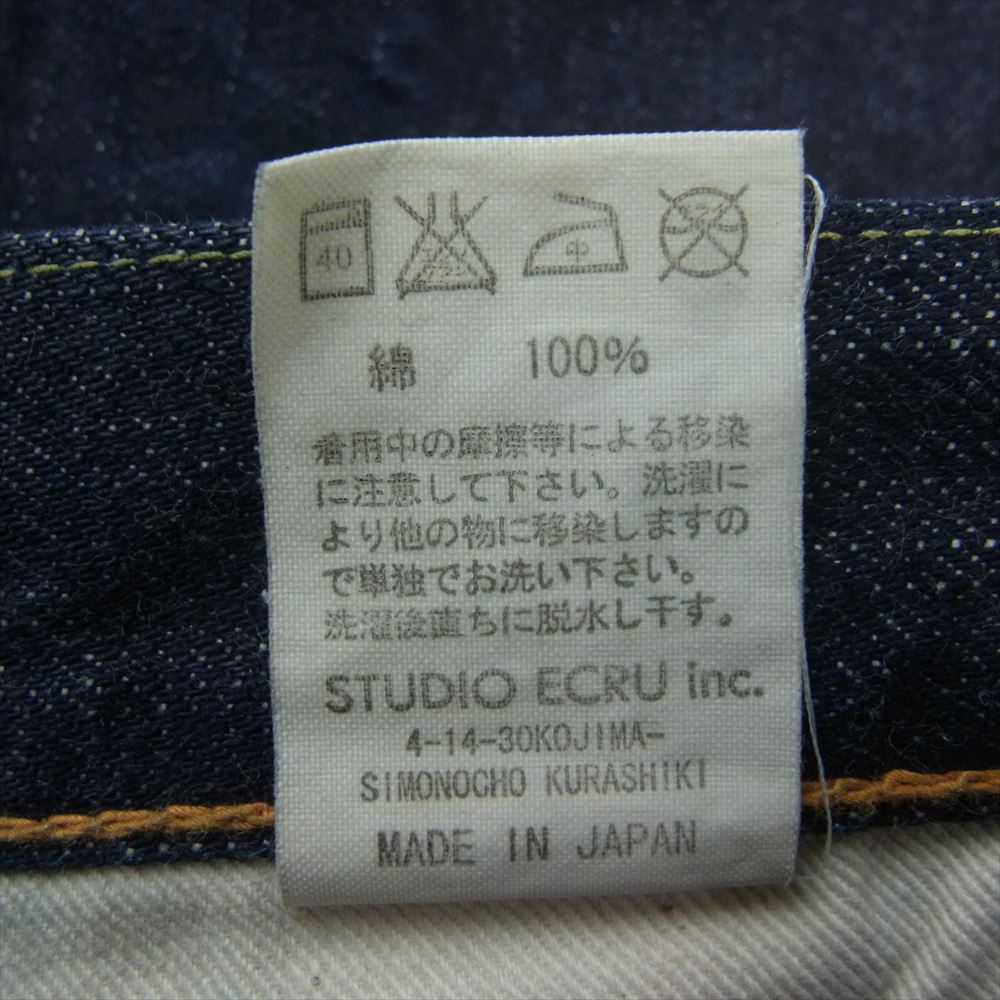 40 中
綿 100%
着用中の摩擦等による移染
に注意して下さい。洗濯に
より他の物に移染しますの
で単独でお洗い下さい。
洗濯後直ちに脱水し干す。
STUDIO ECRU inc.
4-14-30KOJIMA-
SIMONOCHO KURASHIKI
MADE IN JAPAN